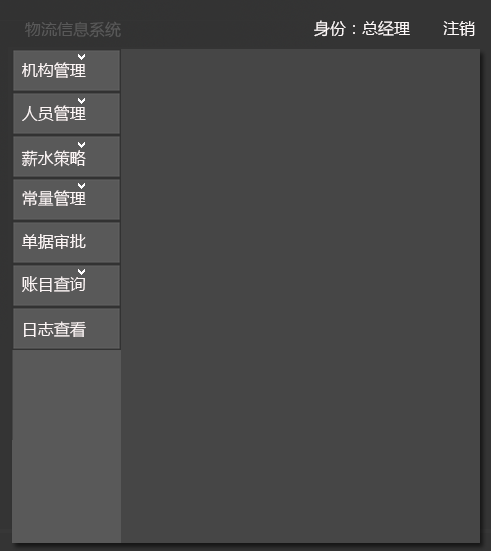 物流信息系统
身份：总经理 注销
机构管理
人员管理
薪水策略
常量管理
单据审批
账目查询
日志查看